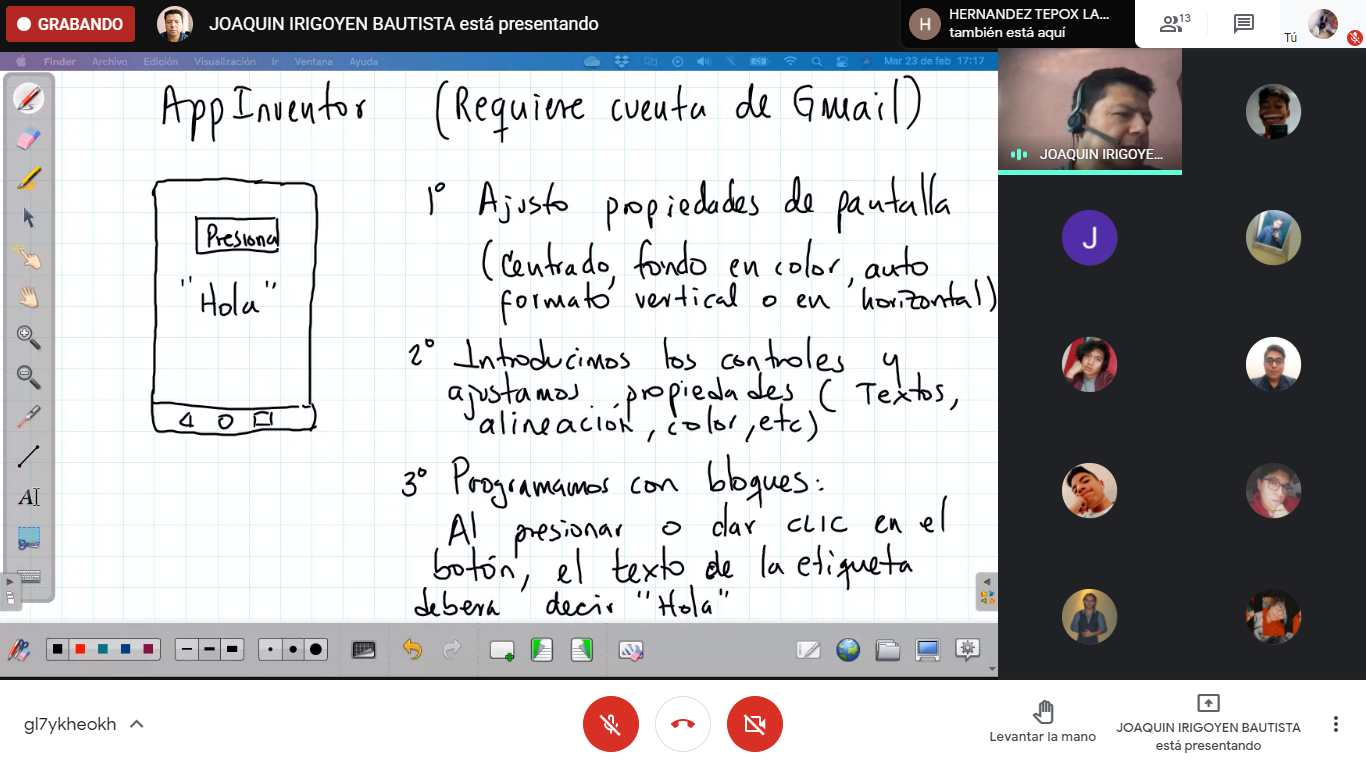 GRABANDO
JOAQUIN IRIGOYEN BAUTISTA está presentando
H
HERNANDEZ TEPOX LA...
también está aquí
13
Tú
Finder Archivo Edición Visualización Ir Ventana Ayuda
Mar 23 de feb 17:17
App Inventor (Requiere cuenta de Gmail)
Presiona
"Hola"
1° Ajusto propiedades de pantalla
(Centrado, fondo en color, auto
formato vertical o en horizontal)
2° Introducimos los controles y
ajustamos propiedades (Textos,
alineación, color, etc)
3° Programamos con bloques:
Al presionar o dar CLIC en el
botón, el texto de la etiqueta
debera decir "Hola"
AI
JOAQUIN IRIGOYE...
J
gl7ykheokh
Levantar la mano
JOAQUIN IRIGOYEN BAUTISTA
está presentando